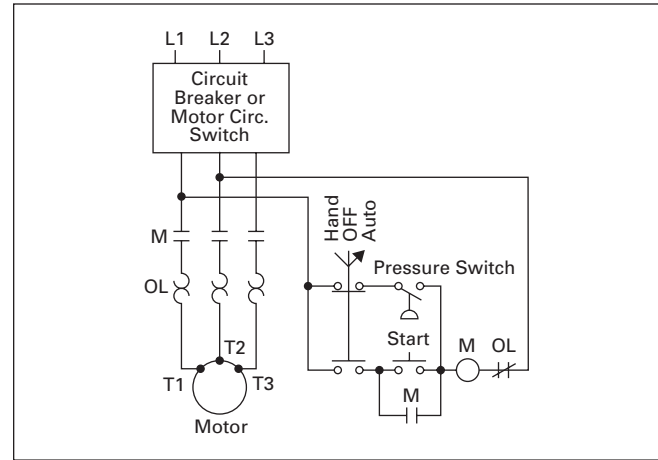 L1 L2 L3
Circuit
Breaker or
Motor Circ.
Switch
Hand
OFF
Auto
M
Pressure Switch
OL
Start
M OL
T2
T1 T3
M
Motor